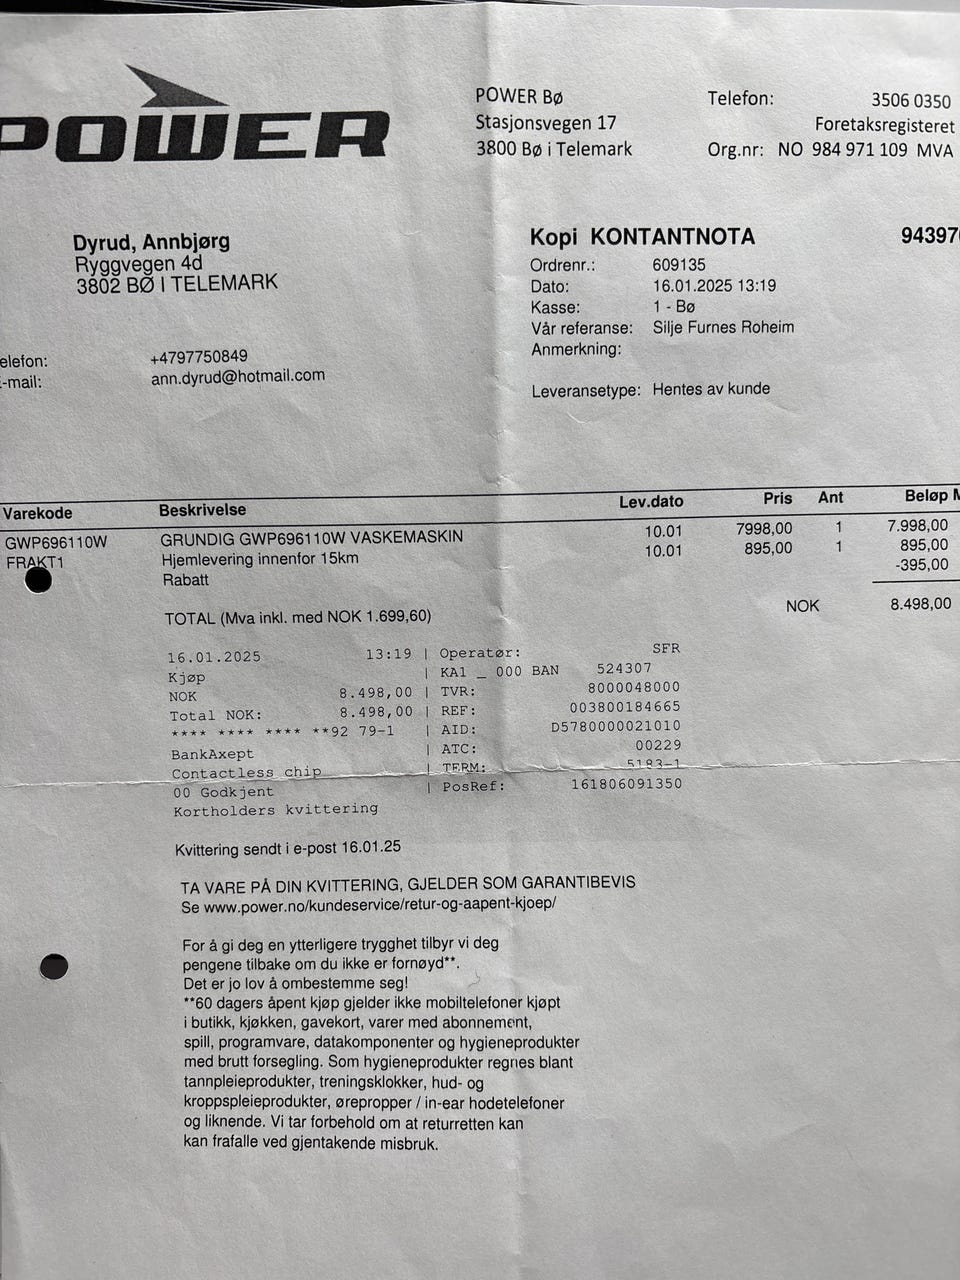 POWER
POWER Bø
Stasjonsvegen 17
3800 Bø i Telemark
Telefon: 3506 0350
Foretaksregisteret
Org.nr: NO 984 971 109 MVA
Dyrud, Annbjørg
Ryggvegen 4d
3802 BØ I TELEMARK
Kopi KONTANTNOTA 94397
Ordrenr.: 609135
Dato: 16.01.2025 13:19
Kasse: 1 - Bø
Vår referanse: Silje Furnes Roheim
Anmerkning:
Leveransetype: Hentes av kunde
elefon: +4797750849
-mail: ann.dyrud@hotmail.com
Varekode Beskrivelse Lev.dato Pris Ant Beløp M
GWP696110W GRUNDIG GWP696110W VASKEMASKIN 10.01 7998,00 1 7.998,00
FRAKT1 Hjemlevering innenfor 15km 10.01 895,00 1 895,00
Rabatt -395,00
TOTAL (Mva inkl. med NOK 1.699,60) NOK 8.498,00
16.01.2025 13:19 | Operatør: SFR
Kjøp | KA1 _ 000 BAN 524307
NOK 8.498,00 | TVR: 8000048000
Total NOK: 8.498,00 | REF: 003800184665
**** **** **** **92 79-1 | AID: D5780000021010
BankAxept | ATC: 00229
Contactless chip | TERM: 5183-1
00 Godkjent | PosRef: 161806091350
Kortholders kvittering
Kvittering sendt i e-post 16.01.25
TA VARE PÅ DIN KVITTERING, GJELDER SOM GARANTIBEVIS
Se www.power.no/kundeservice/retur-og-aapent-kjoep/
For å gi deg en ytterligere trygghet tilbyr vi deg
pengene tilbake om du ikke er fornøyd**.
Det er jo lov å ombestemme seg!
**60 dagers åpent kjøp gjelder ikke mobiltelefoner kjøpt
i butikk, kjøkken, gavekort, varer med abonnement,
spill, programvare, datakomponenter og hygieneprodukter
med brutt forsegling. Som hygieneprodukter regnes blant
tannpleieprodukter, treningsklokker, hud- og
kroppspleieprodukter, ørepropper / in-ear hodetelefoner
og liknende. Vi tar forbehold om at returretten kan
kan frafalle ved gjentakende misbruk.